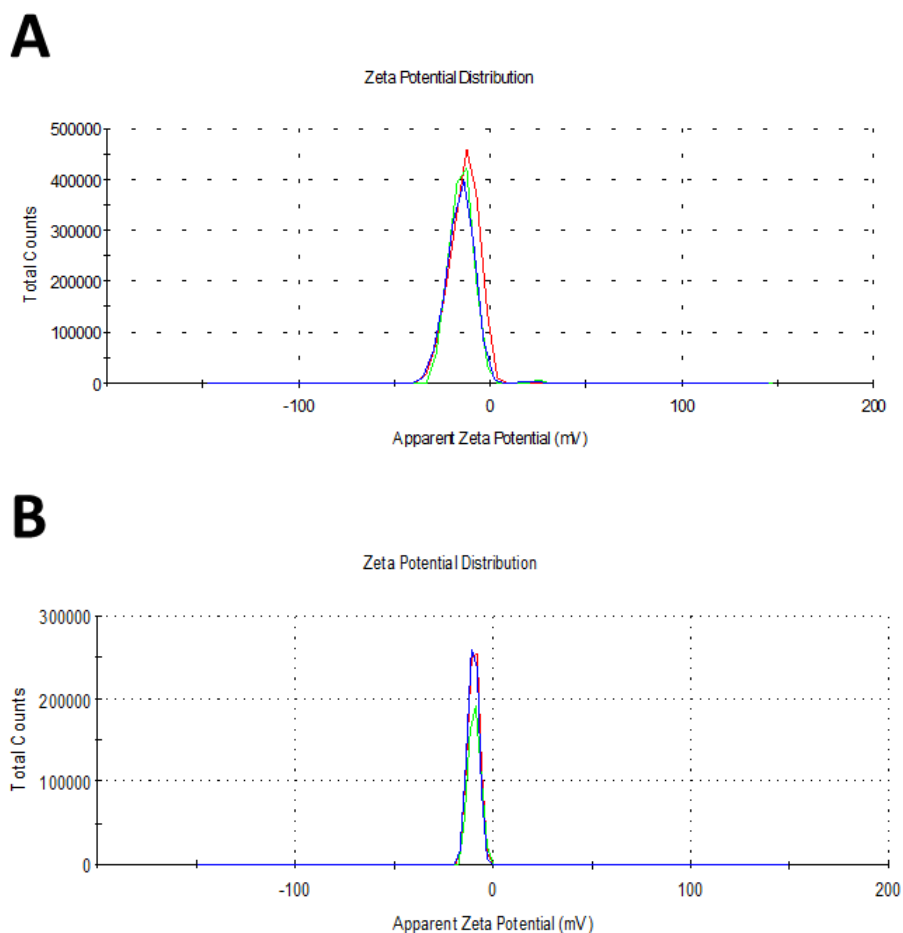 A
Zeta Potential Distribution
500000
400000
300000
200000
100000
0
Total Counts
-100 0 100 200
Apparent Zeta Potential (mV)
B
Zeta Potential Distribution
300000
200000
100000
0
Total Counts
-100 0 100 200
Apparent Zeta Potential (mV)